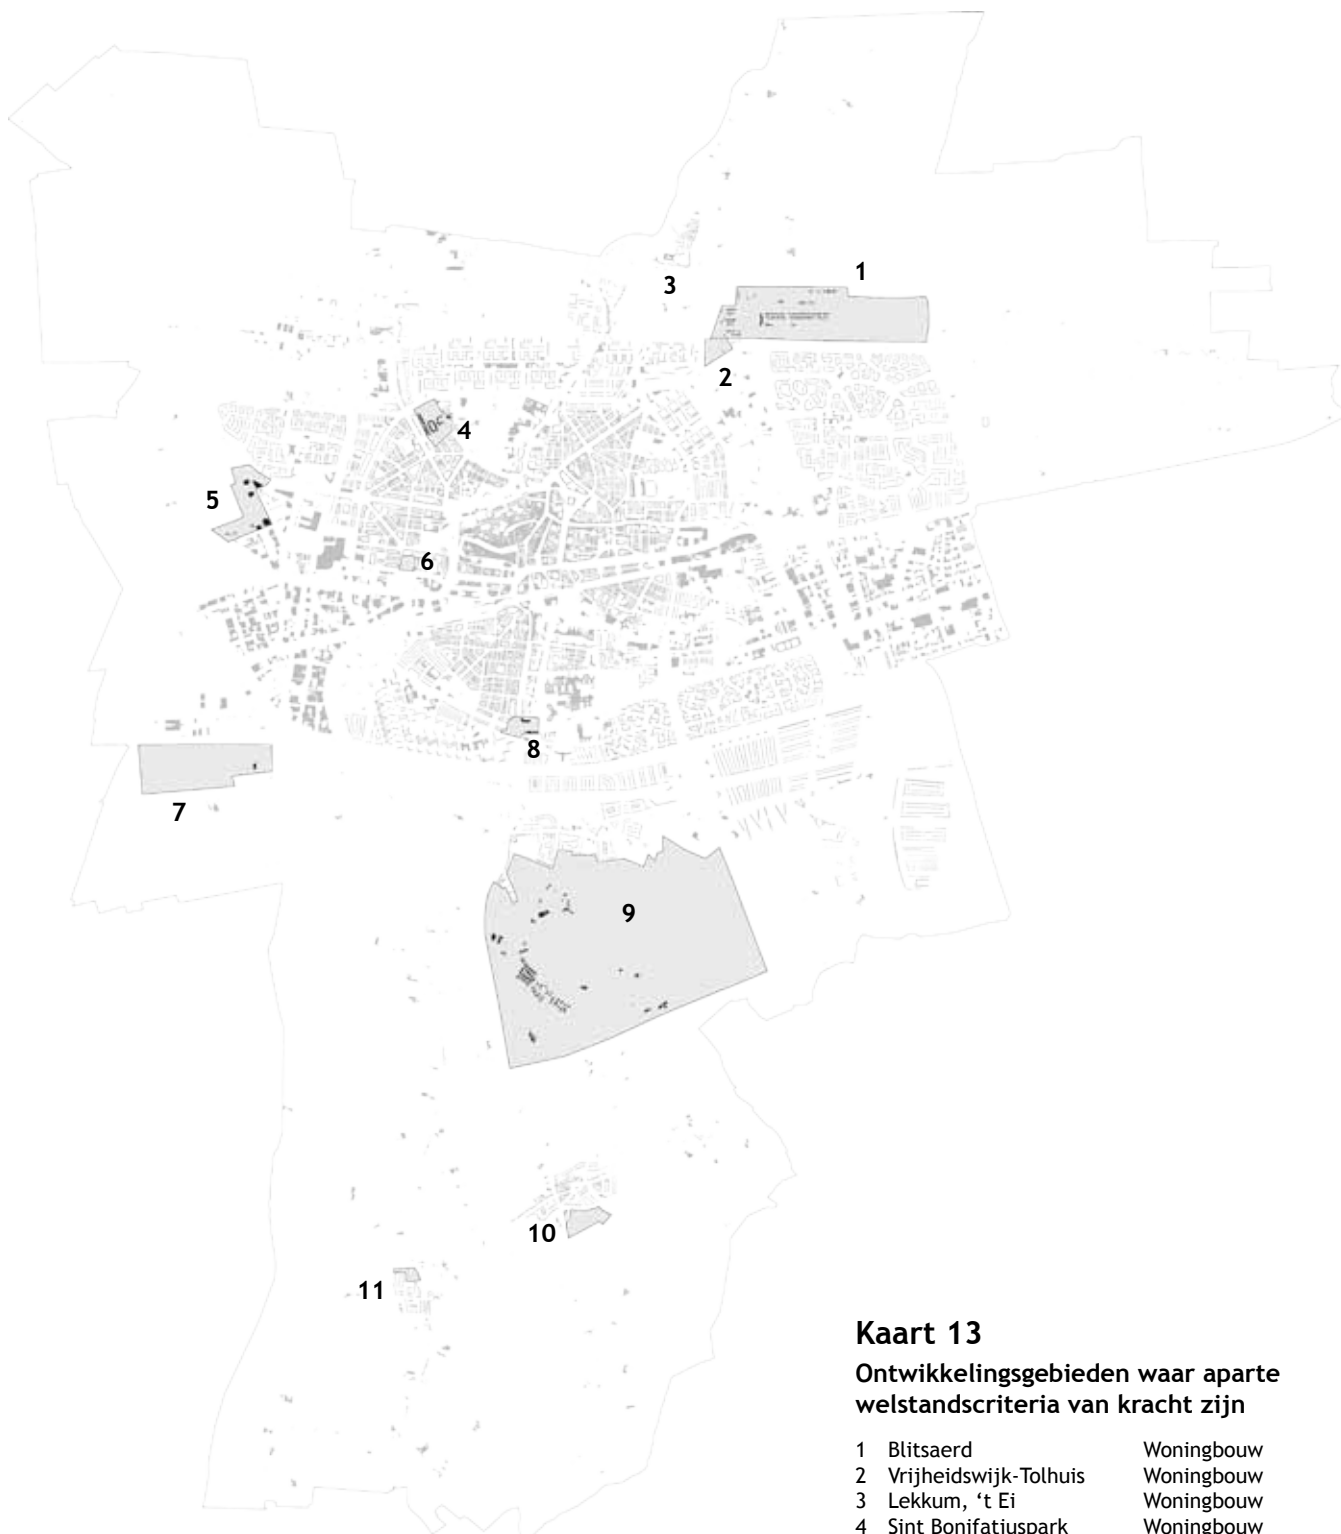 1
3
2
4
5
6
8
7
9
10
11
Kaart 13
Ontwikkelingsgebieden waar aparte
welstandscriteria van kracht zijn
1 Blitsaerd Woningbouw
2 Vrijheidswijk-Tolhuis Woningbouw
3 Lekkum, ‘t Ei Woningbouw
4 Sint Bonifatiuspark Woningbouw